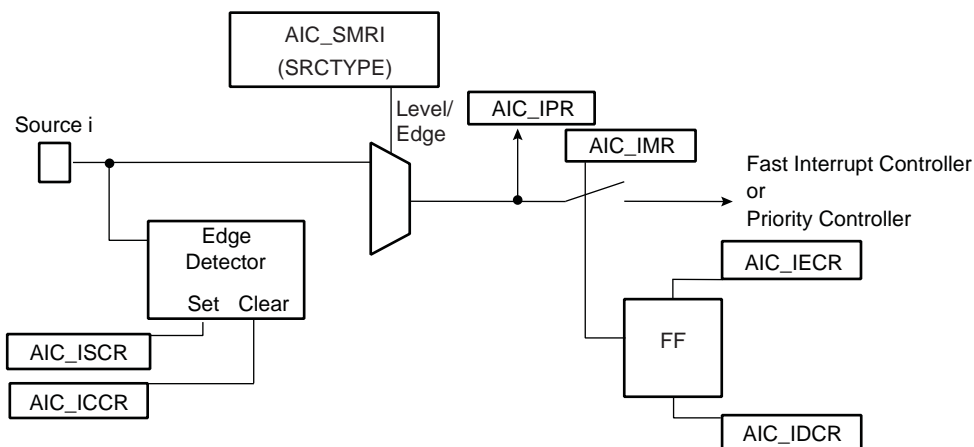 AIC_SMRI
(SRCTYPE)
Level/
Edge
AIC_IPR
Source i
AIC_IMR
Fast Interrupt Controller
or
Priority Controller
Edge
Detector
Set Clear
AIC_IECR
FF
AIC_ISCR
AIC_ICCR
AIC_IDCR